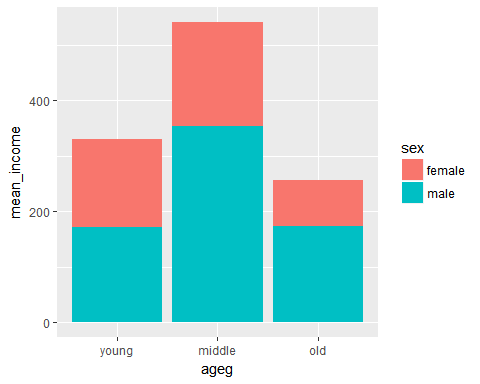 mean_income
400
200
0
young middle old
ageg
sex
female
male